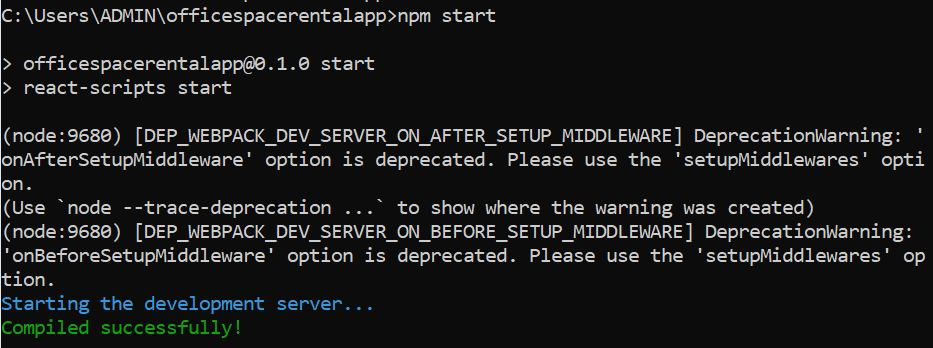 C:\Users\ADMIN\officespacerentalapp>npm start
> officespacerentalapp@0.1.0 start
> react-scripts start
(node:9680) [DEP_WEBPACK_DEV_SERVER_ON_AFTER_SETUP_MIDDLEWARE] DeprecationWarning: '
onAfterSetupMiddleware' option is deprecated. Please use the 'setupMiddlewares' opti
on.
(Use `node --trace-deprecation ...` to show where the warning was created)
(node:9680) [DEP_WEBPACK_DEV_SERVER_ON_BEFORE_SETUP_MIDDLEWARE] DeprecationWarning:
'onBeforeSetupMiddleware' option is deprecated. Please use the 'setupMiddlewares' op
tion.
Starting the development server...
Compiled successfully!